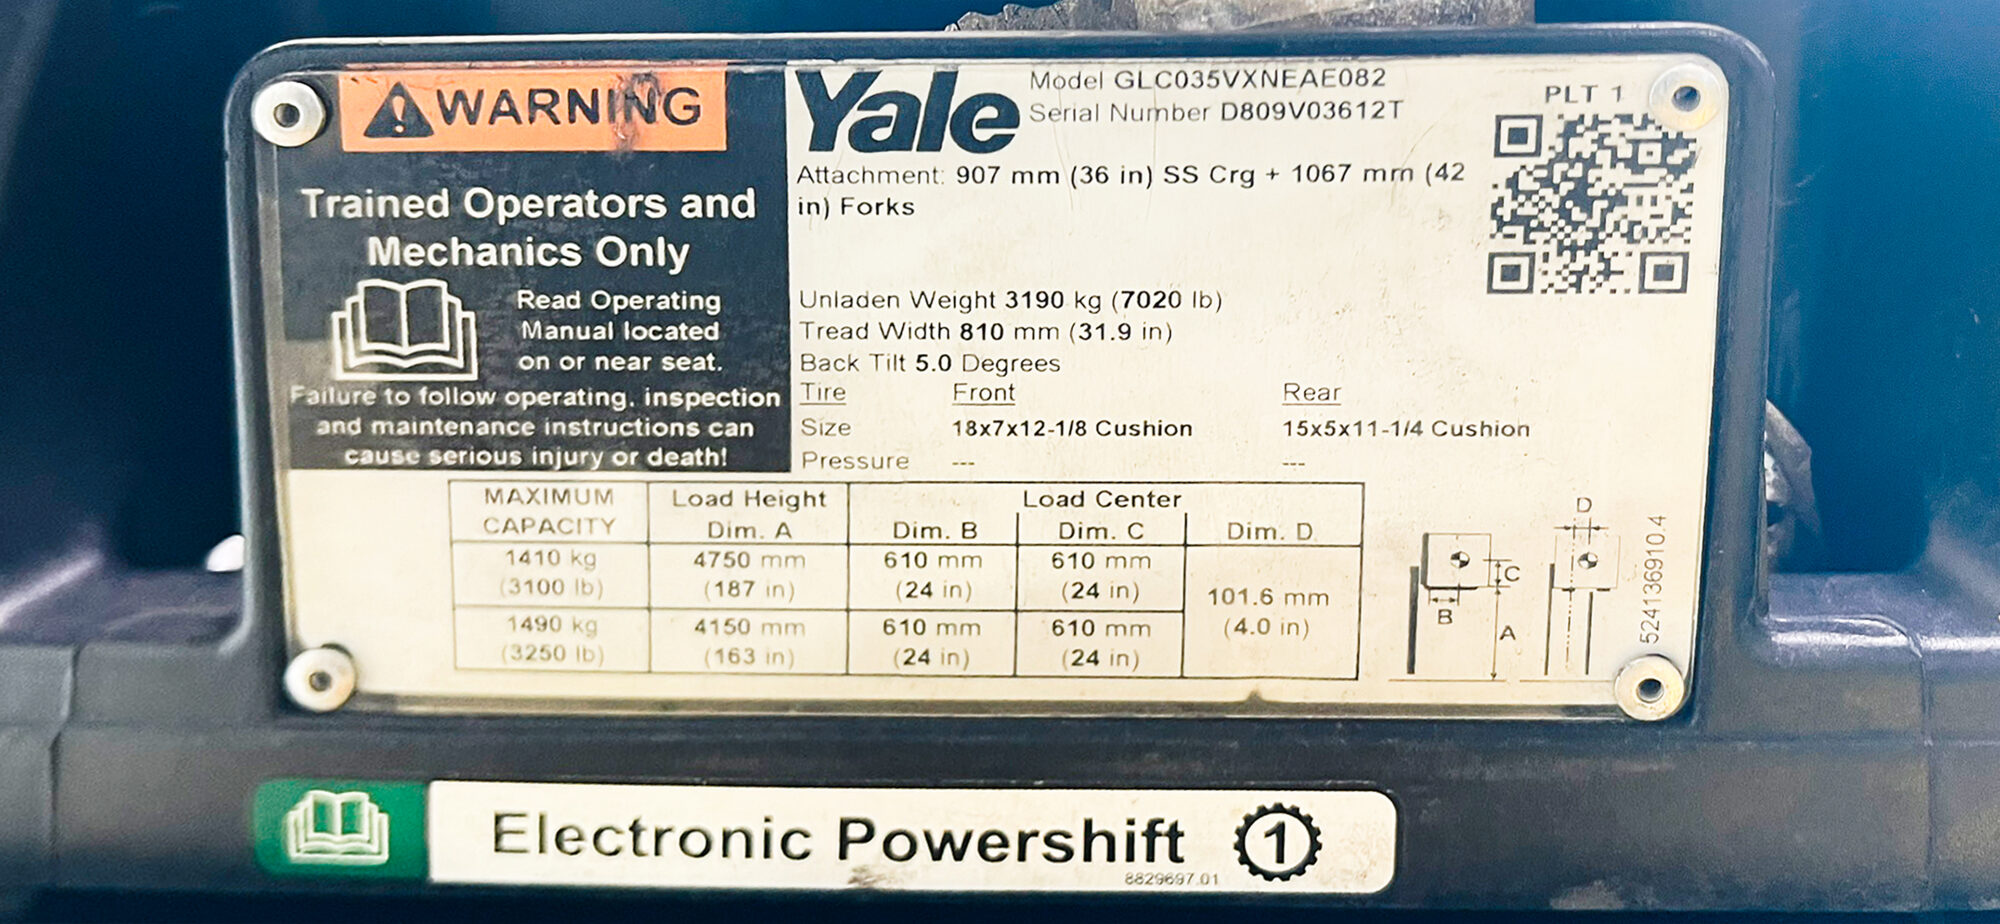 WARNING
Trained Operators and
Mechanics Only
Read Operating
Manual located
on or near seat.
Failure to follow operating, inspection
and maintenance instructions can
cause serious injury or death!
Yale
Model GLC035VXNEAE082
Serial Number D809V03612T
PLT 1
Attachment: 907 mm (36 in) SS Crg + 1067 mm (42
in) Forks
Unladen Weight 3190 kg (7020 lb)
Tread Width 810 mm (31.9 in)
Back Tilt 5.0 Degrees
Tire Front Rear
Size 18x7x12-1/8 Cushion 15x5x11-1/4 Cushion
Pressure --- ---
MAXIMUM Load Height Load Center
CAPACITY Dim. A Dim. B Dim. C Dim. D
1410 kg 4750 mm 610 mm 610 mm
(3100 lb) (187 in) (24 in) (24 in)
101.6 mm
(4.0 in)
1490 kg 4150 mm 610 mm 610 mm
(3250 lb) (163 in) (24 in) (24 in)
D
C
B
A
524136910.4
Electronic Powershift 1
8829697.01